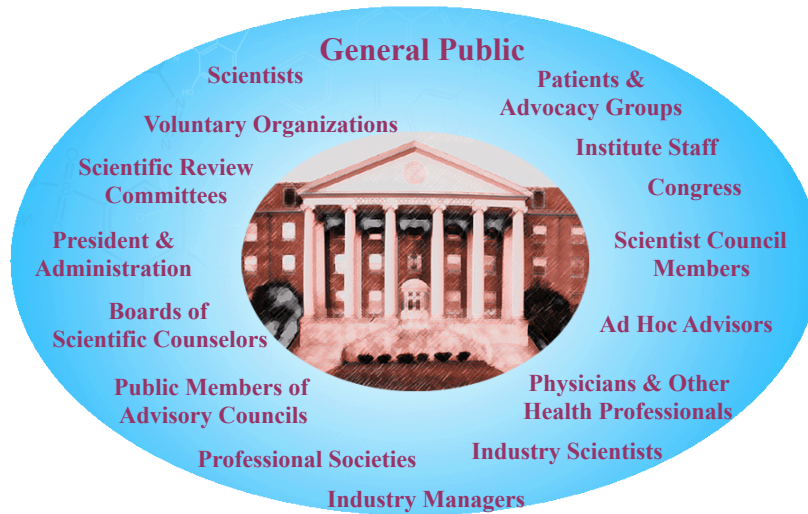 General Public
Scientists
Patients &
Advocacy Groups
Voluntary Organizations
Institute Staff
Scientific Review
Committees
Congress
President &
Administration
Scientist Council
Members
Boards of
Scientific Counselors
Ad Hoc Advisors
Public Members of
Advisory Councils
Physicians & Other
Health Professionals
Professional Societies
Industry Scientists
Industry Managers